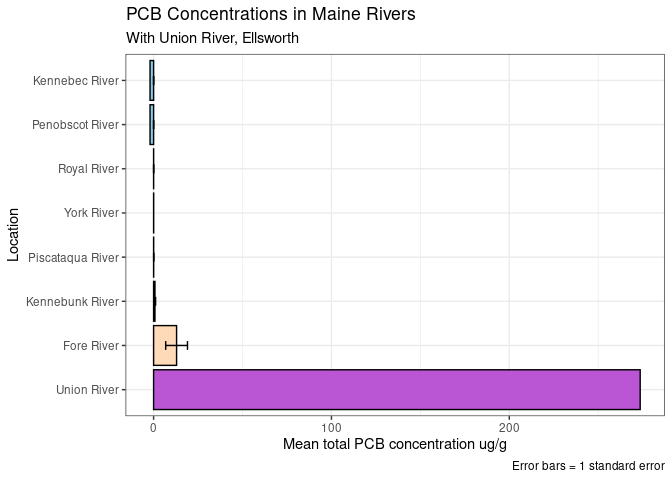 PCB Concentrations in Maine Rivers
With Union River, Ellsworth
Kennebec River
Penobscot River
Royal River
York River
Piscataqua River
Kennebunk River
Fore River
Union River
Location
0
100
200
Mean total PCB concentration ug/g
Error bars = 1 standard error